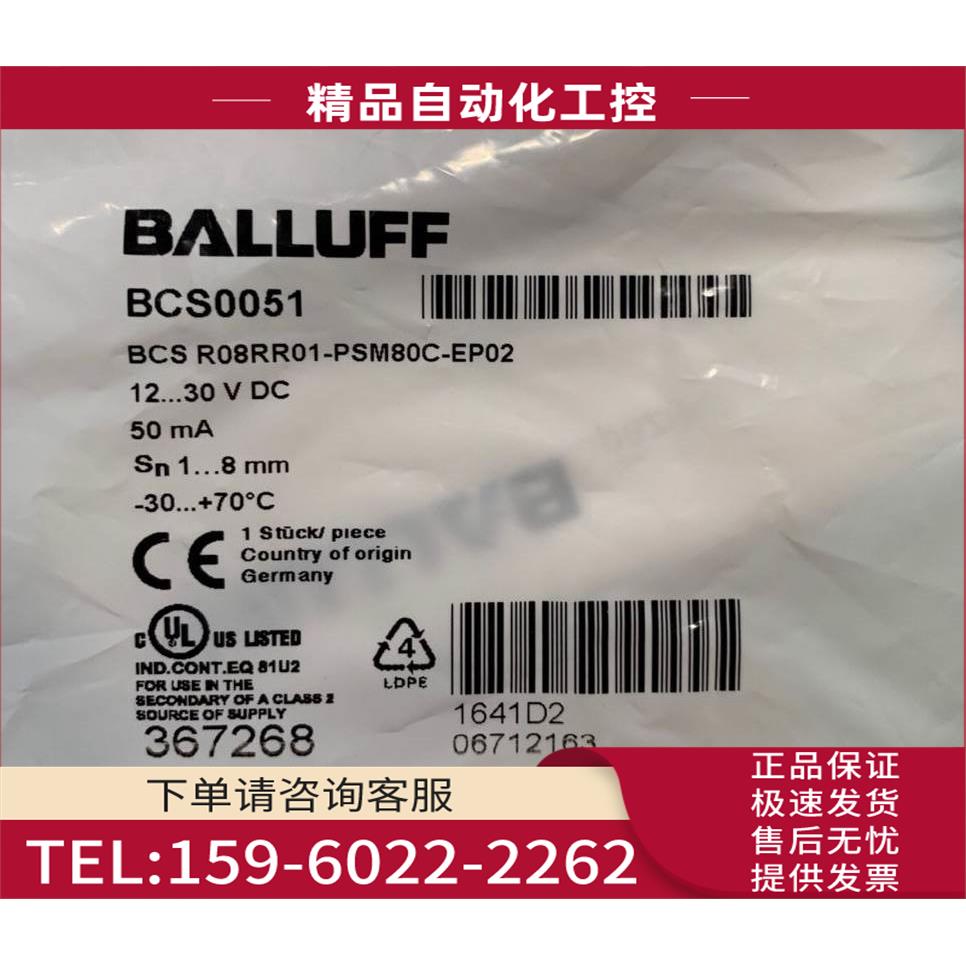 精品自动化工控
BALLUFF
BCS0051
BCS R08RR01-PSM80C-EP02
12...30 V DC
50 mA
Sn 1...8 mm
-30...+70°C
CE
1 Stück/ piece
Country of origin
Germany
C UL US LISTED
IND.CONT.EQ 81U2
FOR USE IN THE
SECONDARY OF A CLASS 2
SOURCE OF SUPPLY
367268
4
LDPE
1641D2
06712163
下单请咨询客服
TEL:159-6022-2262
正品保证
极速发货
售后无忧
提供发票